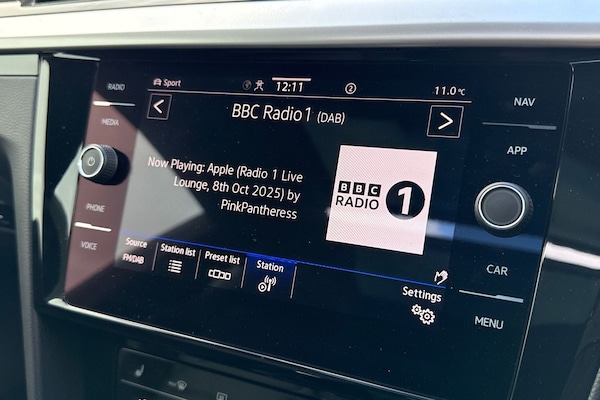 RADIO
MEDIA
PHONE
VOICE
Sport
12:11
2
-11.0°C
BBC Radio 1 (DAB)
Now Playing: Apple (Radio 1 Live
Lounge, 8th Oct 2025) by
PinkPantheress
BBC
RADIO
1
Source
FM/DAB
Station list
Preset list
Station
Settings
NAV
APP
CAR
MENU